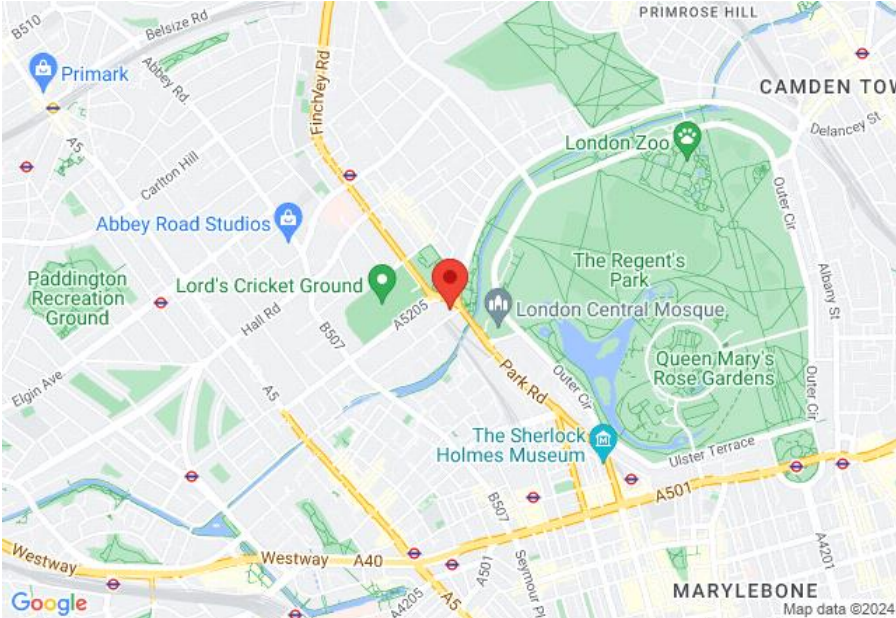 PRIMROSE HILL
B510
Belsize Rd
Primark
Abbey Rd
Finchley Rd
CAMDEN TOW
Delancey St
A5
London Zoo
Carlton Hill
Outer Cir
Abbey Road Studios
Paddington
Recreation
Ground
Lord's Cricket Ground
The Regent's
Park
Albany St
Hall Rd
A5205
London Central Mosque
B507
Elgin Ave
Park Rd
Outer Cir
Queen Mary's
Rose Gardens
Outer Cir
A5
The Sherlock
Holmes Museum
Ulster Terrace
A501
B507
Westway
Westway
A40
A501
Seymour Pl
A4201
A4205
A5
MARYLEBONE
Google
Map data ©2024